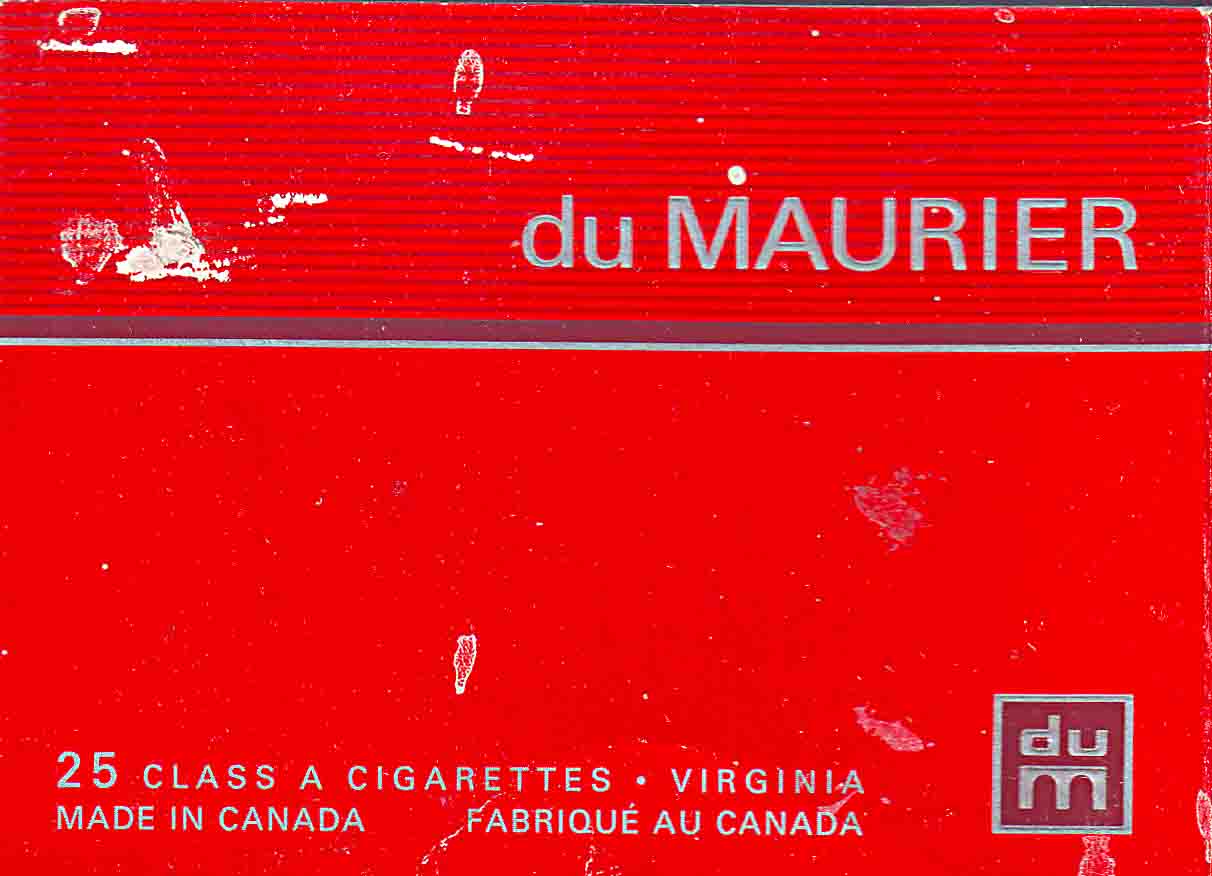 du MAURIER
25 CLASS A CIGARETTES • VIRGINIA
MADE IN CANADA FABRIQUÉ AU CANADA
du
m